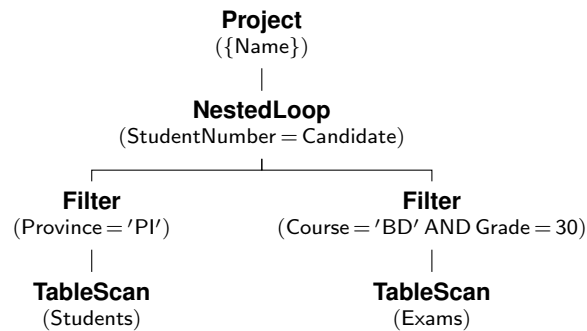 Project
({Name})
NestedLoop
(StudentNumber = Candidate)
Filter
(Province = 'PI')
Filter
(Course = 'BD' AND Grade = 30)
TableScan
(Students)
TableScan
(Exams)